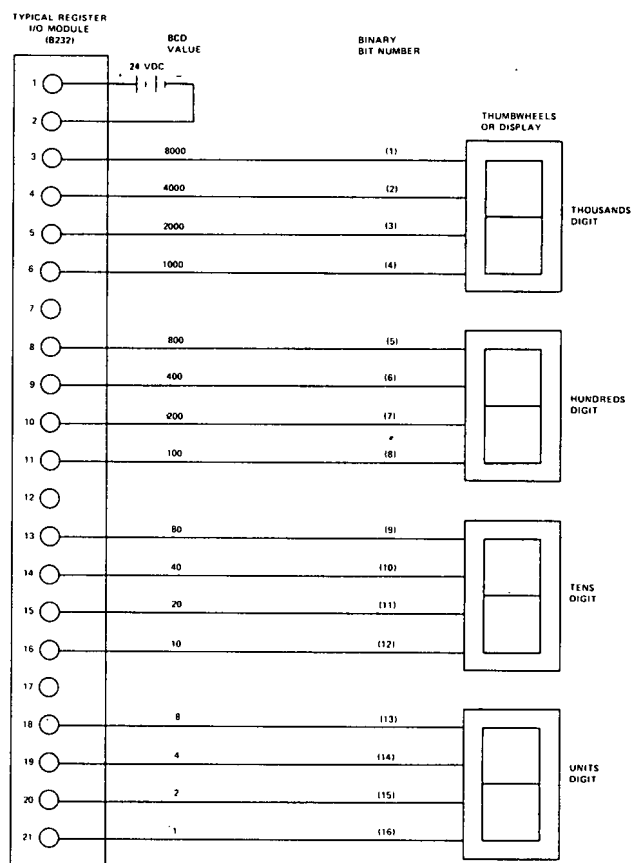 TYPICAL REGISTER
I/O MODULE
(B232)
BCD
VALUE
BINARY
BIT NUMBER
THUMBWHEELS
OR DISPLAY
1 + 24 VDC −
2
3 8000 (1)
4 4000 (2)
5 2000 (3)
6 1000 (4)
THOUSANDS
DIGIT
7
8 800 (5)
9 400 (6)
10 200 (7)
11 100 (8)
HUNDREDS
DIGIT
12
13 80 (9)
14 40 (10)
15 20 (11)
16 10 (12)
TENS
DIGIT
17
18 8 (13)
19 4 (14)
20 2 (15)
21 1 (16)
UNITS
DIGIT